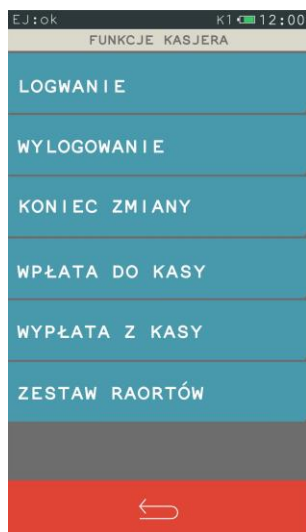 EJ:ok K1 12:00
FUNKCJE KASJERA
LOGWANIE
WYLOGOWANIE
KONIEC ZMIANY
WPŁATA DO KASY
WYPŁATA Z KASY
ZESTAW RAORTÓW